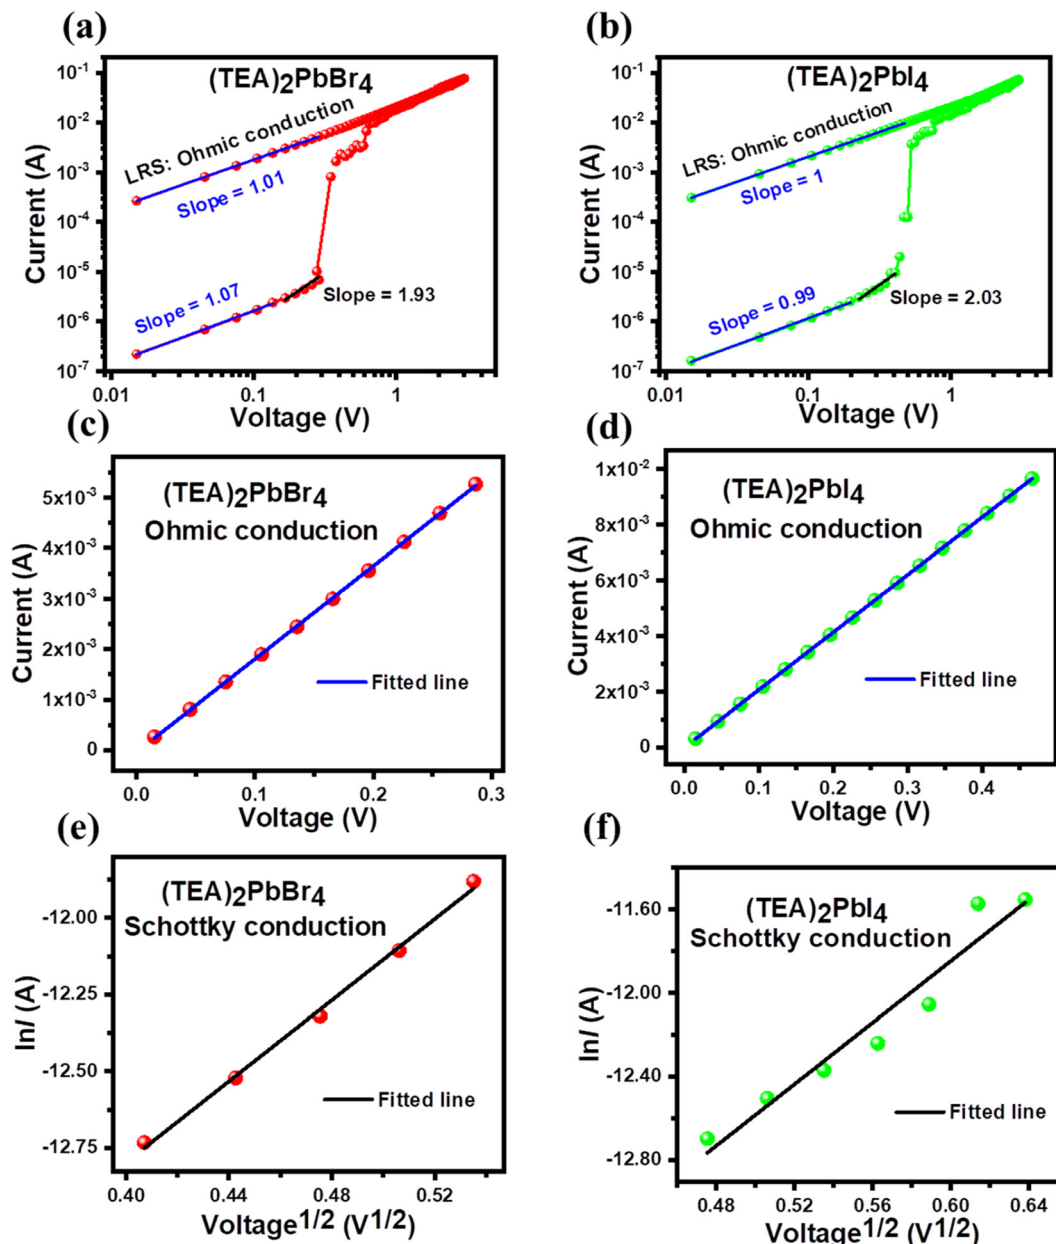 (a)
(TEA)2PbBr4
LRS: Ohmic conduction
Slope = 1.01
Slope = 1.07
Slope = 1.93
10-1
10-2
10-3
10-4
10-5
10-6
10-7
Current (A)
0.01
0.1
1
Voltage (V)
(b)
(TEA)2PbI4
LRS: Ohmic conduction
Slope = 1
Slope = 0.99
Slope = 2.03
10-1
10-2
10-3
10-4
10-5
10-6
10-7
Current (A)
0.01
0.1
1
Voltage (V)
(c)
(TEA)2PbBr4
Ohmic conduction
Fitted line
5x10-3
4x10-3
3x10-3
2x10-3
1x10-3
0
Current (A)
0.0
0.1
0.2
0.3
Voltage (V)
(d)
(TEA)2PbI4
Ohmic conduction
Fitted line
1x10-2
8x10-3
6x10-3
4x10-3
2x10-3
0
Current (A)
0.0
0.1
0.2
0.3
0.4
Voltage (V)
(e)
(TEA)2PbBr4
Schottky conduction
Fitted line
-12.00
-12.25
-12.50
-12.75
lnI (A)
0.40
0.44
0.48
0.52
Voltage1/2 (V1/2)
(f)
(TEA)2PbI4
Schottky conduction
Fitted line
-11.60
-12.00
-12.40
-12.80
lnI (A)
0.48
0.52
0.56
0.60
0.64
Voltage1/2 (V1/2)